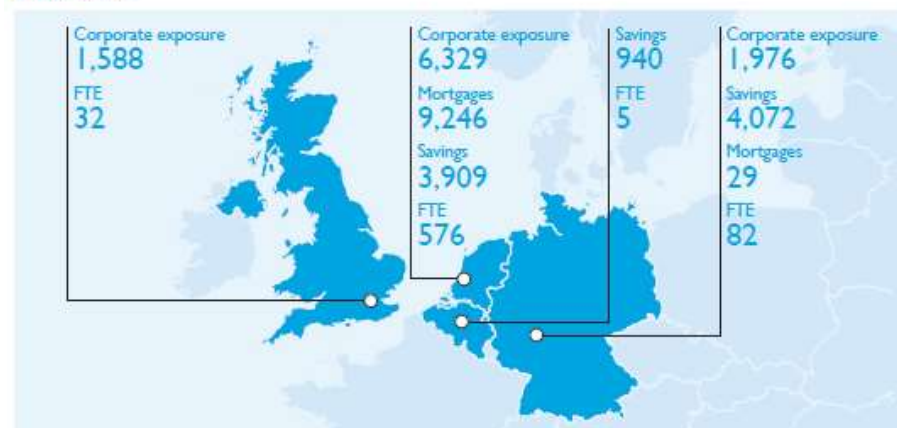 Corporate exposure
1,588
FTE
32
Corporate exposure
6,329
Mortgages
9,246
Savings
3,909
FTE
576
Savings
940
FTE
5
Corporate exposure
1,976
Savings
4,072
Mortgages
29
FTE
82